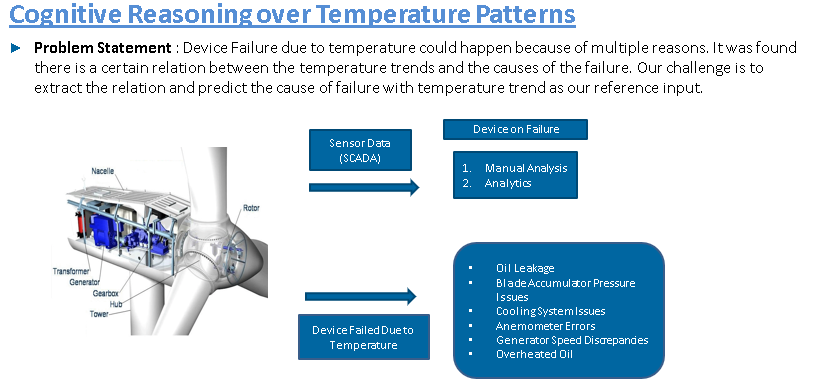 Cognitive Reasoning over Temperature Patterns
Problem Statement : Device Failure due to temperature could happen because of multiple reasons. It was found
there is a certain relation between the temperature trends and the causes of the failure. Our challenge is to
extract the relation and predict the cause of failure with temperature trend as our reference input.
Sensor Data
(SCADA)
Device on Failure
1. Manual Analysis
2. Analytics
Nacelle
Rotor
Transformer
Generator
Gearbox
Hub
Tower
Device Failed Due to
Temperature
• Oil Leakage
• Blade Accumulator Pressure
Issues
• Cooling System Issues
• Anemometer Errors
• Generator Speed Discrepancies
• Overheated Oil